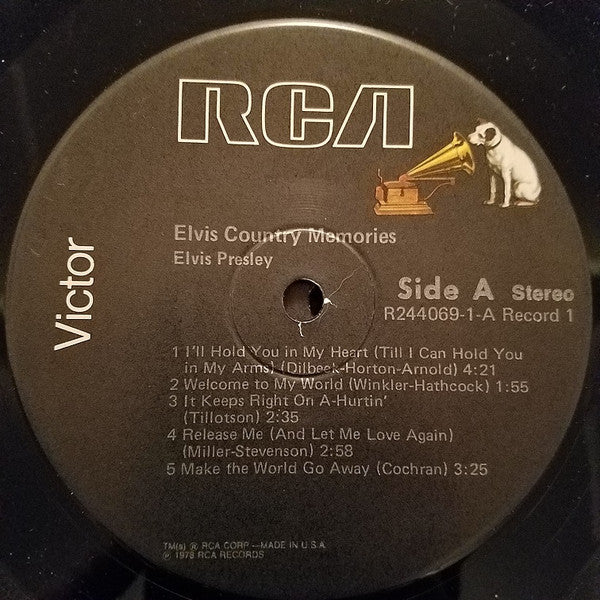 RCA
Victor
Elvis Country Memories
Elvis Presley
Side A Stereo
R244069-1-A Record 1
1 I'll Hold You in My Heart (Till I Can Hold You
in My Arms) (Dilbeck-Horton-Arnold) 4:21
2 Welcome to My World (Winkler-Hathcock) 1:55
3 It Keeps Right On A-Hurtin'
(Tillotson) 2:35
4 Release Me (And Let Me Love Again)
(Miller-Stevenson) 2:58
5 Make the World Go Away (Cochran) 3:25
TM(s) ® RCA CORP.—MADE IN U.S.A.
℗ 1978 RCA RECORDS